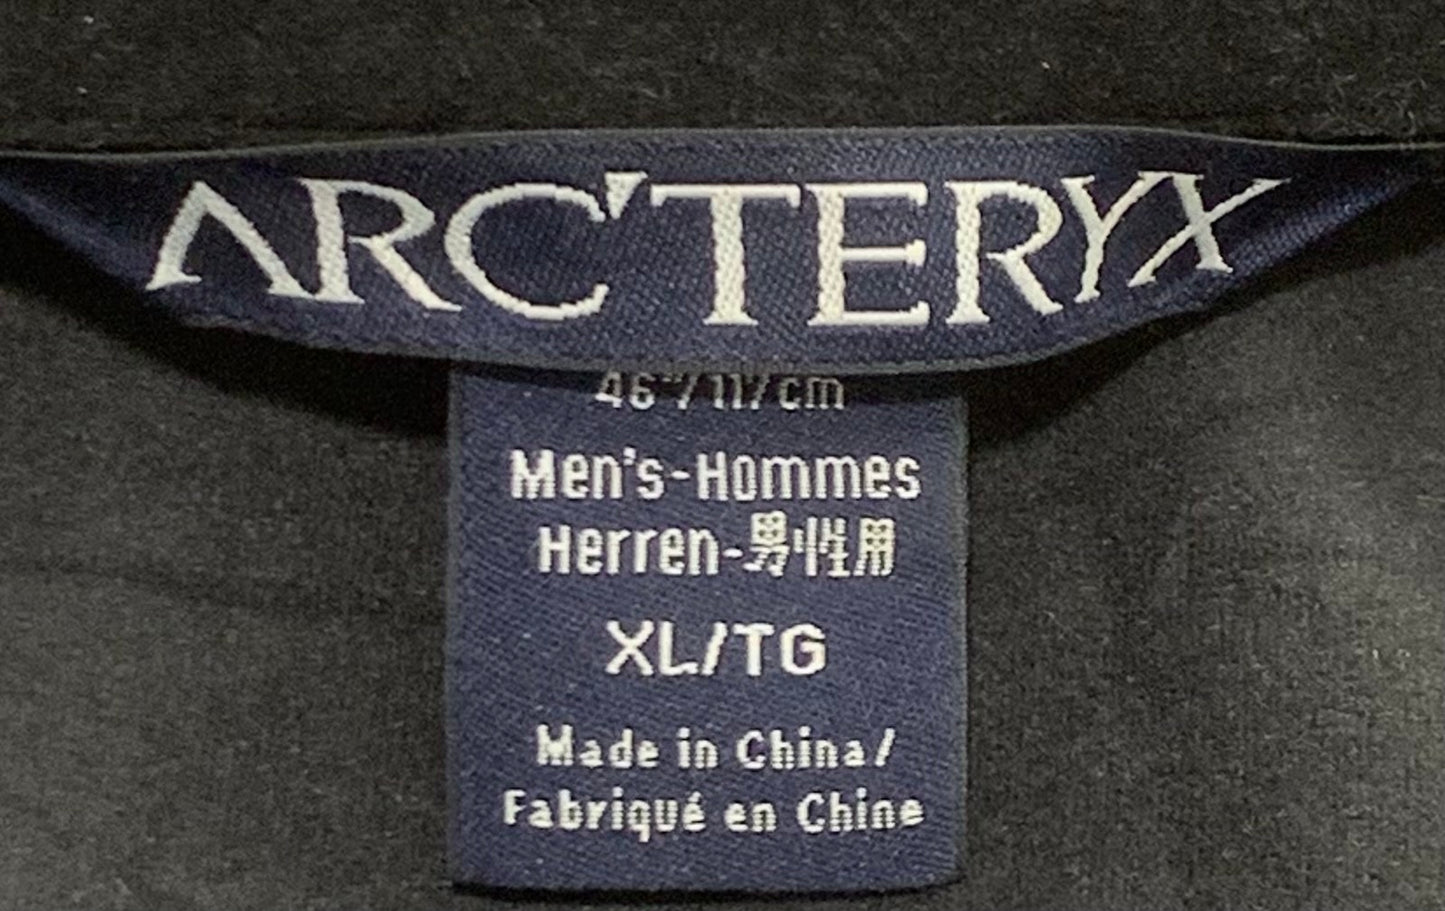 ARC'TERYX
46"/117cm
Men's-Hommes
Herren-男性用
XL/TG
Made in China/
Fabriqué en Chine